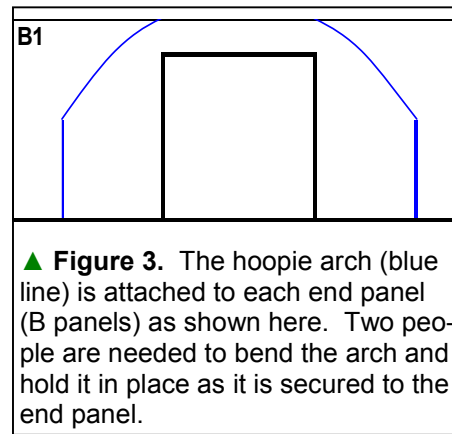 B1
▲ Figure 3. The hoopie arch (blue
line) is attached to each end panel
(B panels) as shown here. Two peo-
ple are needed to bend the arch and
hold it in place as it is secured to the
end panel.